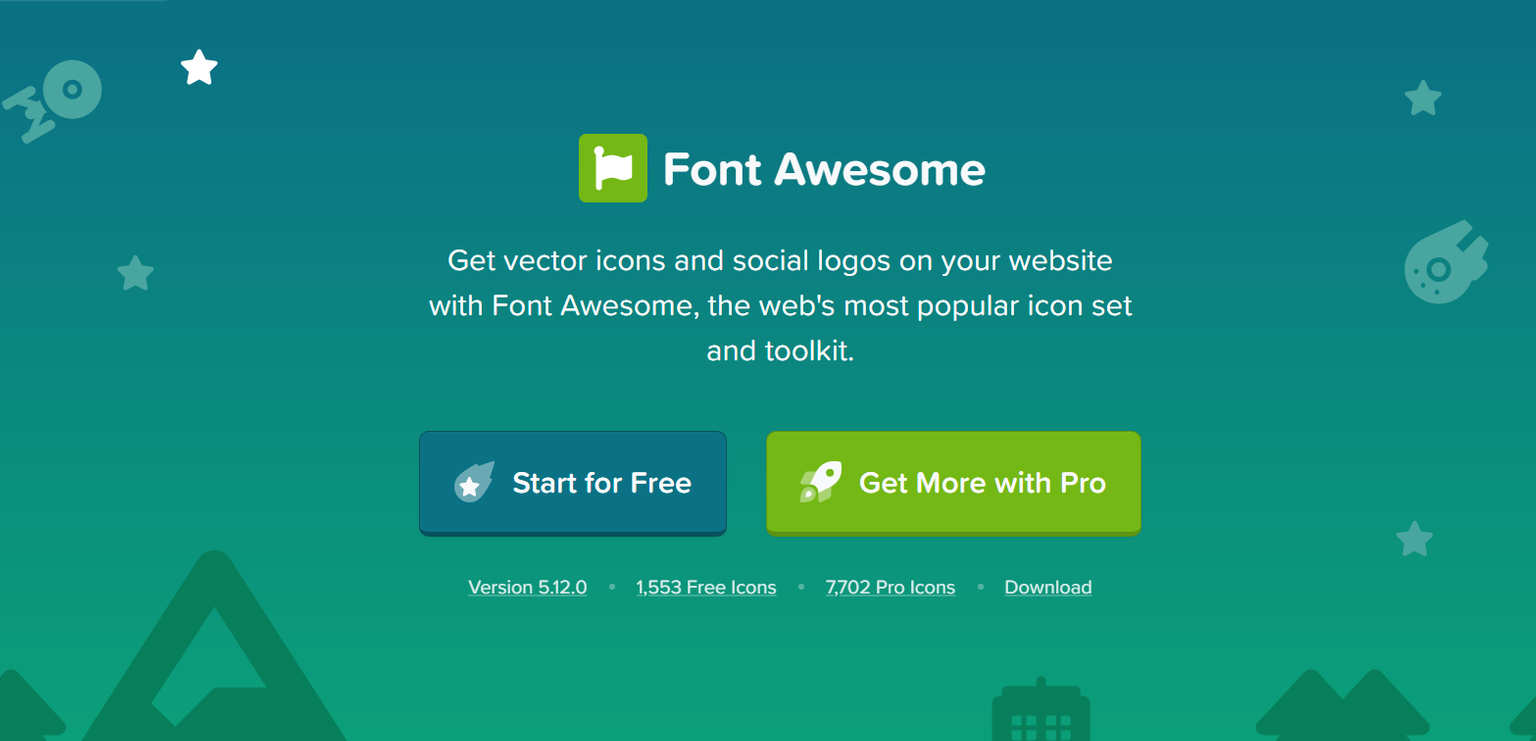 Font Awesome
Get vector icons and social logos on your website
with Font Awesome, the web's most popular icon set
and toolkit.
Start for Free
Get More with Pro
Version 5.12.0 • 1,553 Free Icons • 7,702 Pro Icons • Download